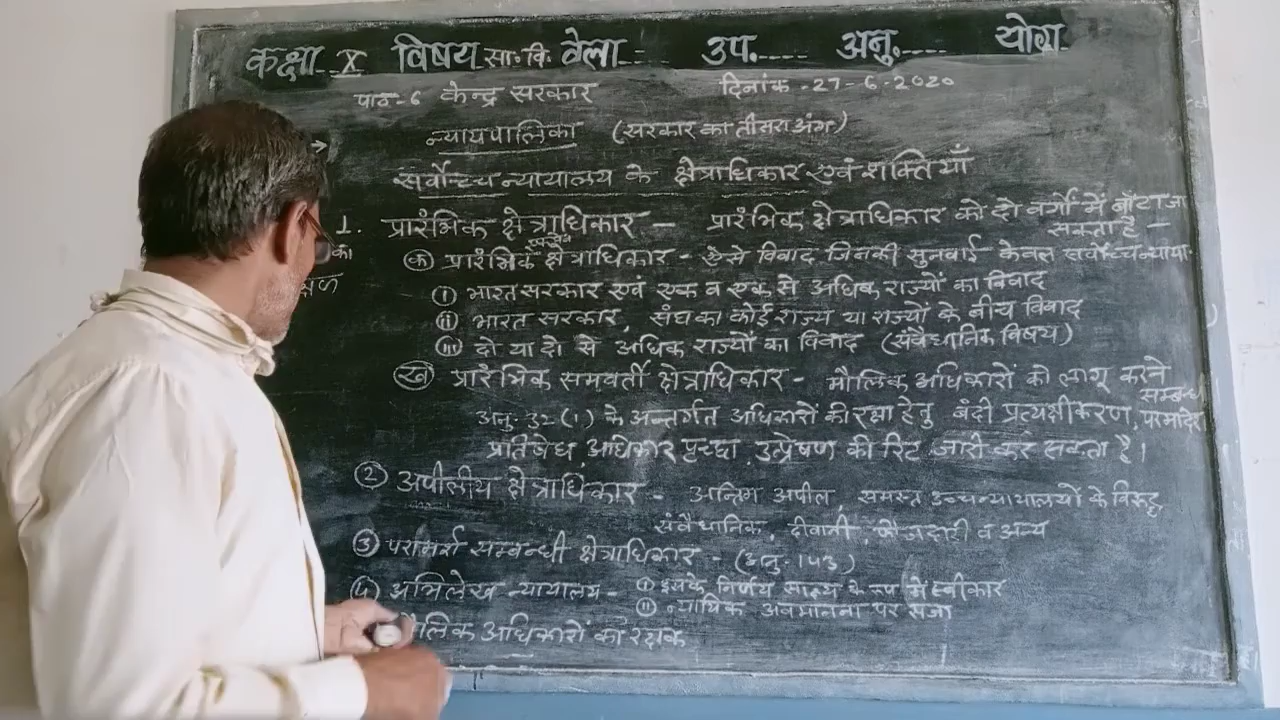 कक्षा.. X विषय सा.वि. वेला--- उप..... अनु..... योग
पाठ-6 केन्द्र सरकार दिनांक -27-6-2020
न्यायपालिका (सरकार का तीसरा अंग)
सर्वोच्च न्यायालय के क्षेत्राधिकार एवं शक्तियाँ
1. प्रारंभिक क्षेत्राधिकार – प्रारंभिक क्षेत्राधिकार को दो वर्गों में बाँटा जा
सकता है –
(क) प्रारंभिक क्षेत्राधिकार - ऐसे विवाद जिनकी सुनवाई केवल सर्वोच्च न्याया.
(i) भारत सरकार एवं एक व एक से अधिक राज्यों का विवाद
(ii) भारत सरकार, संघ का कोई राज्य या राज्यों के बीच विवाद
(iii) दो या दो से अधिक राज्यों का विवाद (संवैधानिक विषय)
(ख) प्रारंभिक समवर्ती क्षेत्राधिकार - मौलिक अधिकारों को लागू करने
सम्बन्ध
अनु. 32(1) के अन्तर्गत अधिकारों की रक्षा हेतु बंदी प्रत्यक्षीकरण, परमादेश
प्रतिषेध, अधिकार पृच्छा, उत्प्रेषण की रिट जारी कर सकता है।
(2) अपीलीय क्षेत्राधिकार - अन्तिम अपील, समस्त उच्च न्यायालयों के विरूद्ध
संवैधानिक, दीवानी, फौजदारी व अन्य
(3) परामर्श सम्बन्धी क्षेत्राधिकार - (अनु. 143)
(4) अभिलेख न्यायालय - (i) इसके निर्णय साक्ष्य के रूप में स्वीकार
(ii) न्यायिक अवमानना पर सजा
लिक अधिकारों का रक्षक